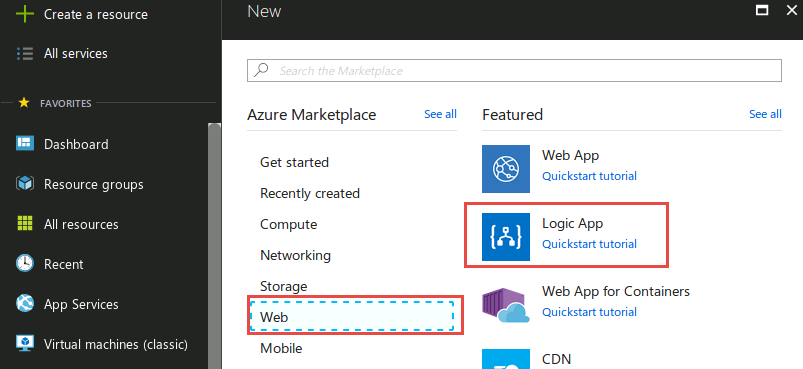 Create a resource
All services
FAVORITES
Dashboard
Resource groups
All resources
Recent
App Services
Virtual machines (classic)
New
Search the Marketplace
Azure Marketplace
See all
Get started
Recently created
Compute
Networking
Storage
Web
Mobile
Featured
See all
Web App
Quickstart tutorial
Logic App
Quickstart tutorial
Web App for Containers
Quickstart tutorial
CDN